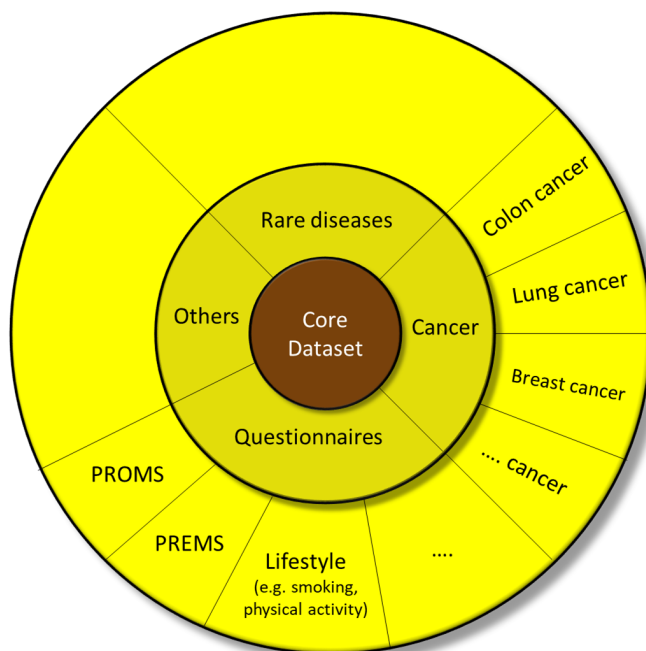 Rare diseases
Others
Core
Dataset
Cancer
Questionnaires
Colon cancer
Lung cancer
Breast cancer
.... cancer
....
Lifestyle
(e.g. smoking,
physical activity)
PREMS
PROMS